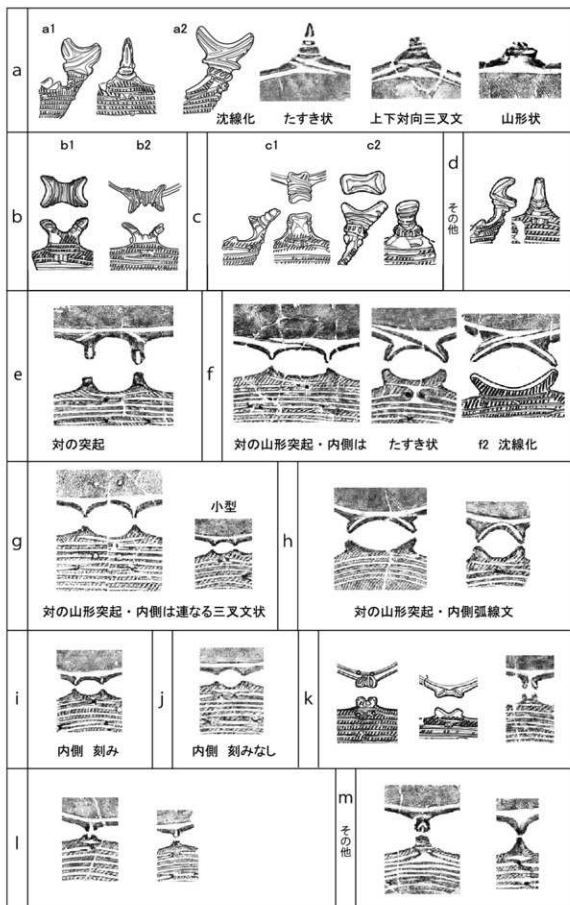 a1 a2
a
沈線化 たすき状 上下対向三叉文 山形状
b1 b2 c1 c2
b c d その他
e f
対の突起 対の山形突起・内側は たすき状 f2 沈線化
小型
g h
対の山形突起・内側は連なる三叉文状 対の山形突起・内側弧線文
i j k
内側 刻み 内側 刻みなし
l m その他